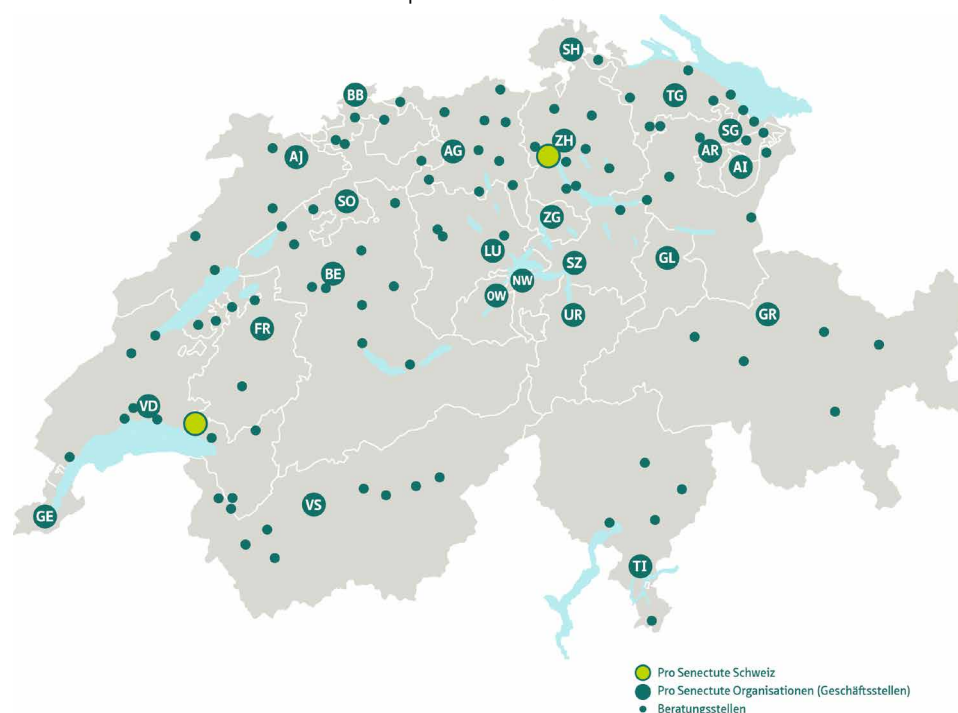 SH
BB
TG
SG
ZH
AG
AR
AJ
AI
SO
ZG
LU
GL
SZ
BE
NW
OW
UR
GR
FR
VD
VS
GE
TI
Pro Senectute Schweiz
Pro Senectute Organisationen (Geschäftsstellen)
Beratungsstellen